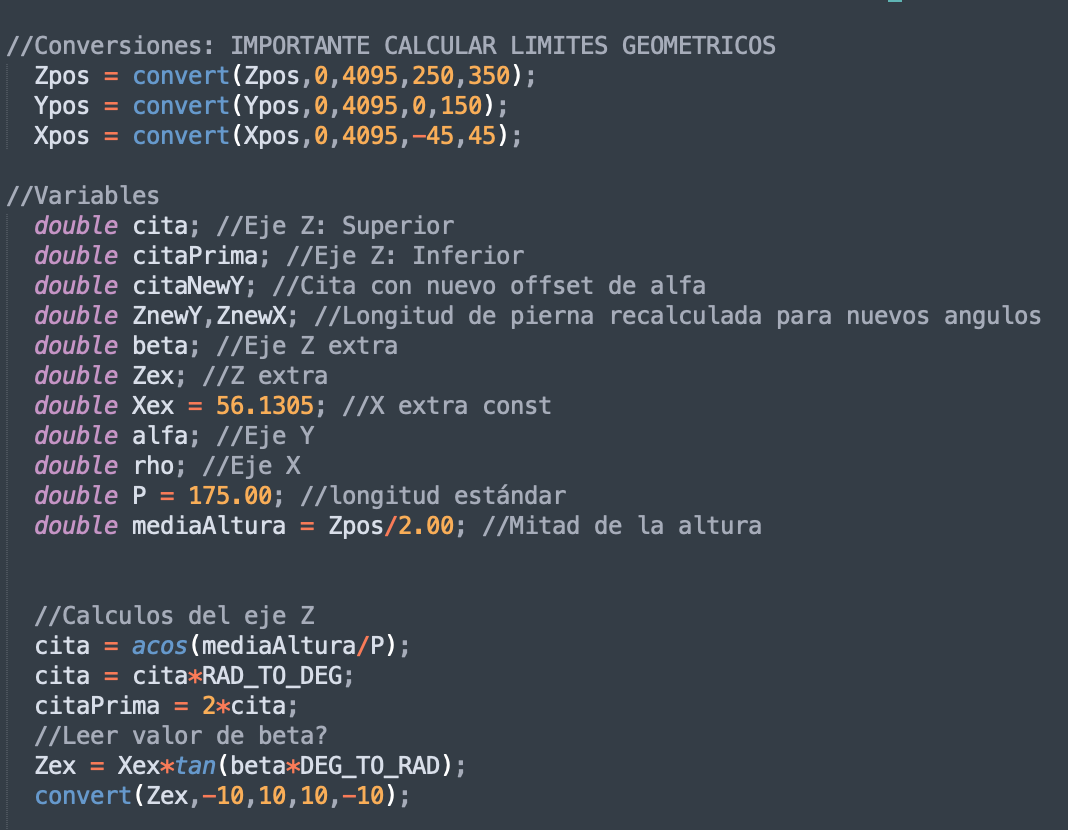 //Conversiones: IMPORTANTE CALCULAR LIMITES GEOMETRICOS
Zpos = convert(Zpos,0,4095,250,350);
Ypos = convert(Ypos,0,4095,0,150);
Xpos = convert(Xpos,0,4095,-45,45);
//Variables
double cita; //Eje Z: Superior
double citaPrima; //Eje Z: Inferior
double citaNewY; //Cita con nuevo offset de alfa
double ZnewY,ZnewX; //Longitud de pierna recalculada para nuevos angulos
double beta; //Eje Z extra
double Zex; //Z extra
double Xex = 56.1305; //X extra const
double alfa; //Eje Y
double rho; //Eje X
double P = 175.00; //longitud estándar
double mediaAltura = Zpos/2.00; //Mitad de la altura
//Calculos del eje Z
cita = acos(mediaAltura/P);
cita = cita*RAD_TO_DEG;
citaPrima = 2*cita;
//Leer valor de beta?
Zex = Xex*tan(beta*DEG_TO_RAD);
convert(Zex,-10,10,10,-10);